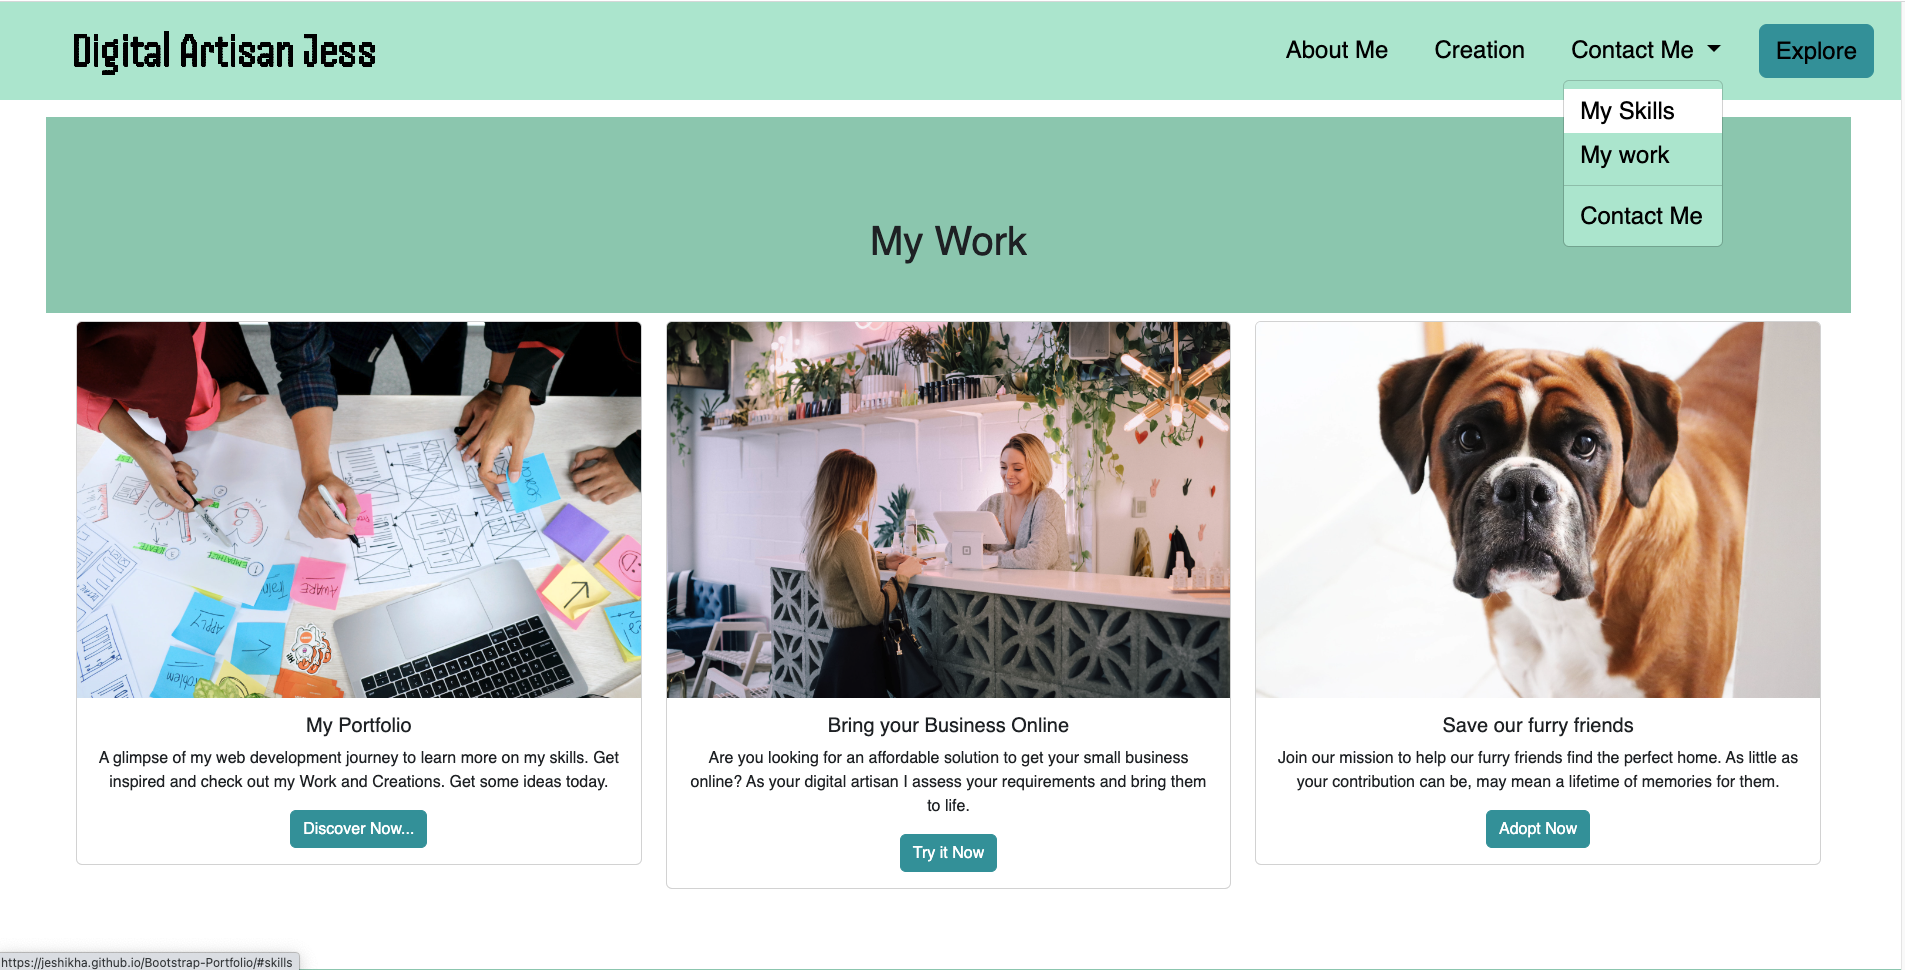 Digital Artisan Jess
About Me
Creation
Contact Me
Explore
My Skills
My work
Contact Me
My Work
AWARE
APPLY
My Portfolio
A glimpse of my web development journey to learn more on my skills. Get
inspired and check out my Work and Creations. Get some ideas today.
Discover Now...
Bring your Business Online
Are you looking for an affordable solution to get your small business
online? As your digital artisan I assess your requirements and bring them
to life.
Try it Now
Save our furry friends
Join our mission to help our furry friends find the perfect home. As little as
your contribution can be, may mean a lifetime of memories for them.
Adopt Now
https://jeshikha.github.io/Bootstrap-Portfolio/#skills